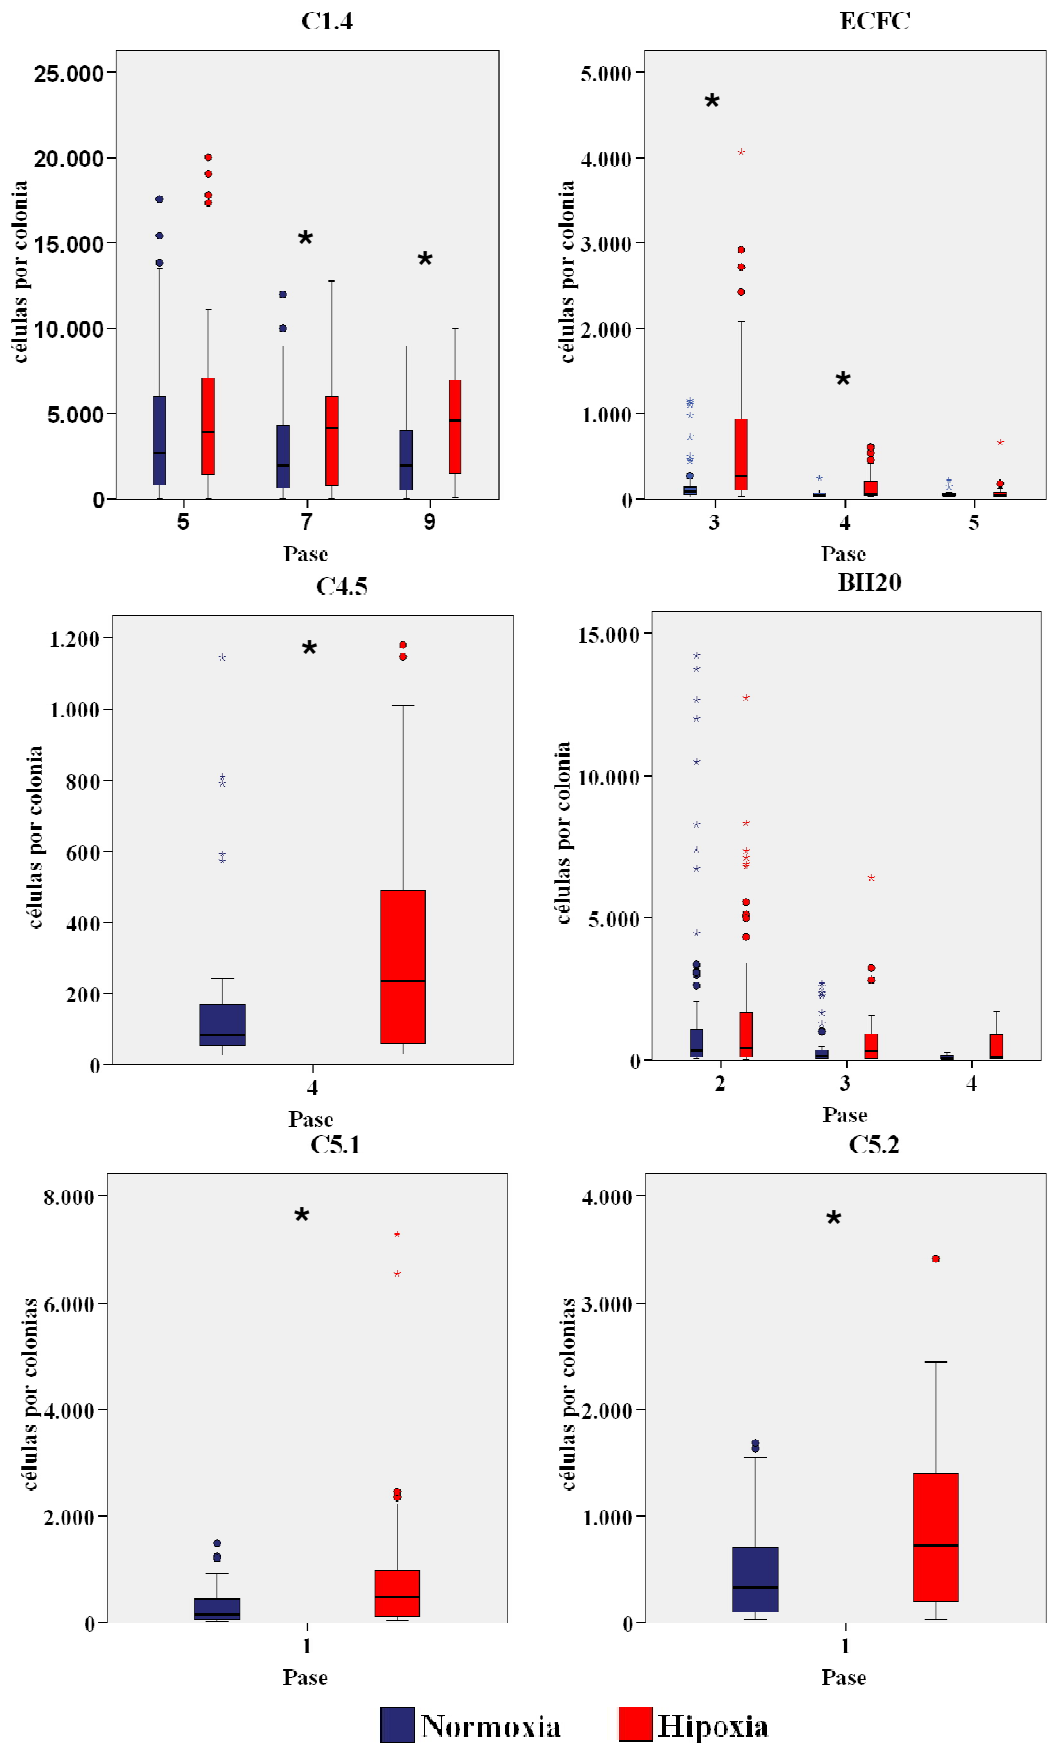 C1.4
células por colonia
25.000
20.000
15.000
10.000
5.000
0
*
*
5 7 9
Pase
ECFC
células por colonia
5.000
4.000
3.000
2.000
1.000
0
*
*
3 4 5
Pase
C4.5
células por colonia
1.200
1.000
800
600
400
200
0
*
4
Pase
BII20
células por colonia
15.000
10.000
5.000
0
2 3 4
Pase
C5.1
células por colonias
8.000
6.000
4.000
2.000
0
*
1
Pase
C5.2
células por colonias
4.000
3.000
2.000
1.000
0
*
1
Pase
Normoxia
Hipoxia